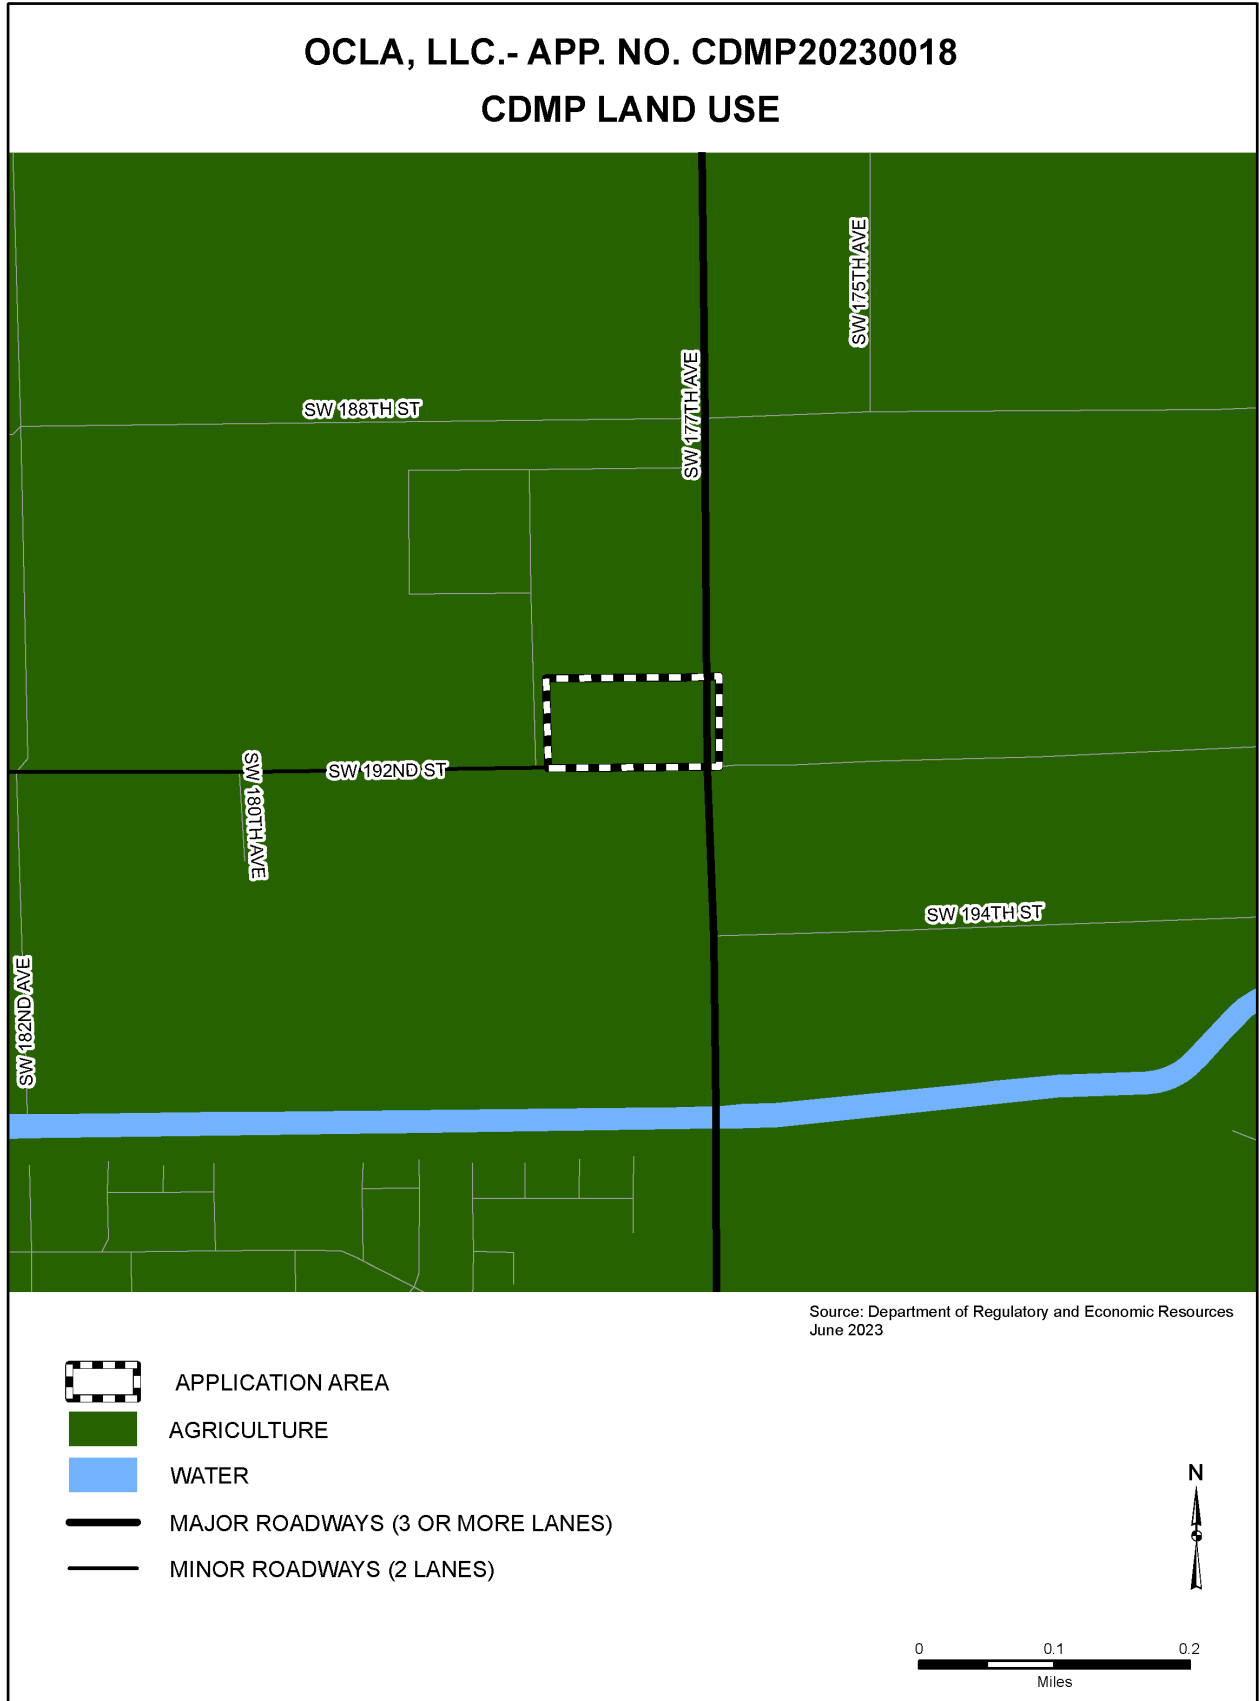 OCLA, LLC.- APP. NO. CDMP20230018
CDMP LAND USE
SW 175TH AVE
SW 177TH AVE
SW 188TH ST
SW 192ND ST
SW 180TH AVE
SW 194TH ST
SW 182ND AVE
Source: Department of Regulatory and Economic Resources
June 2023
APPLICATION AREA
AGRICULTURE
WATER
MAJOR ROADWAYS (3 OR MORE LANES)
MINOR ROADWAYS (2 LANES)
N
0 0.1 0.2
Miles